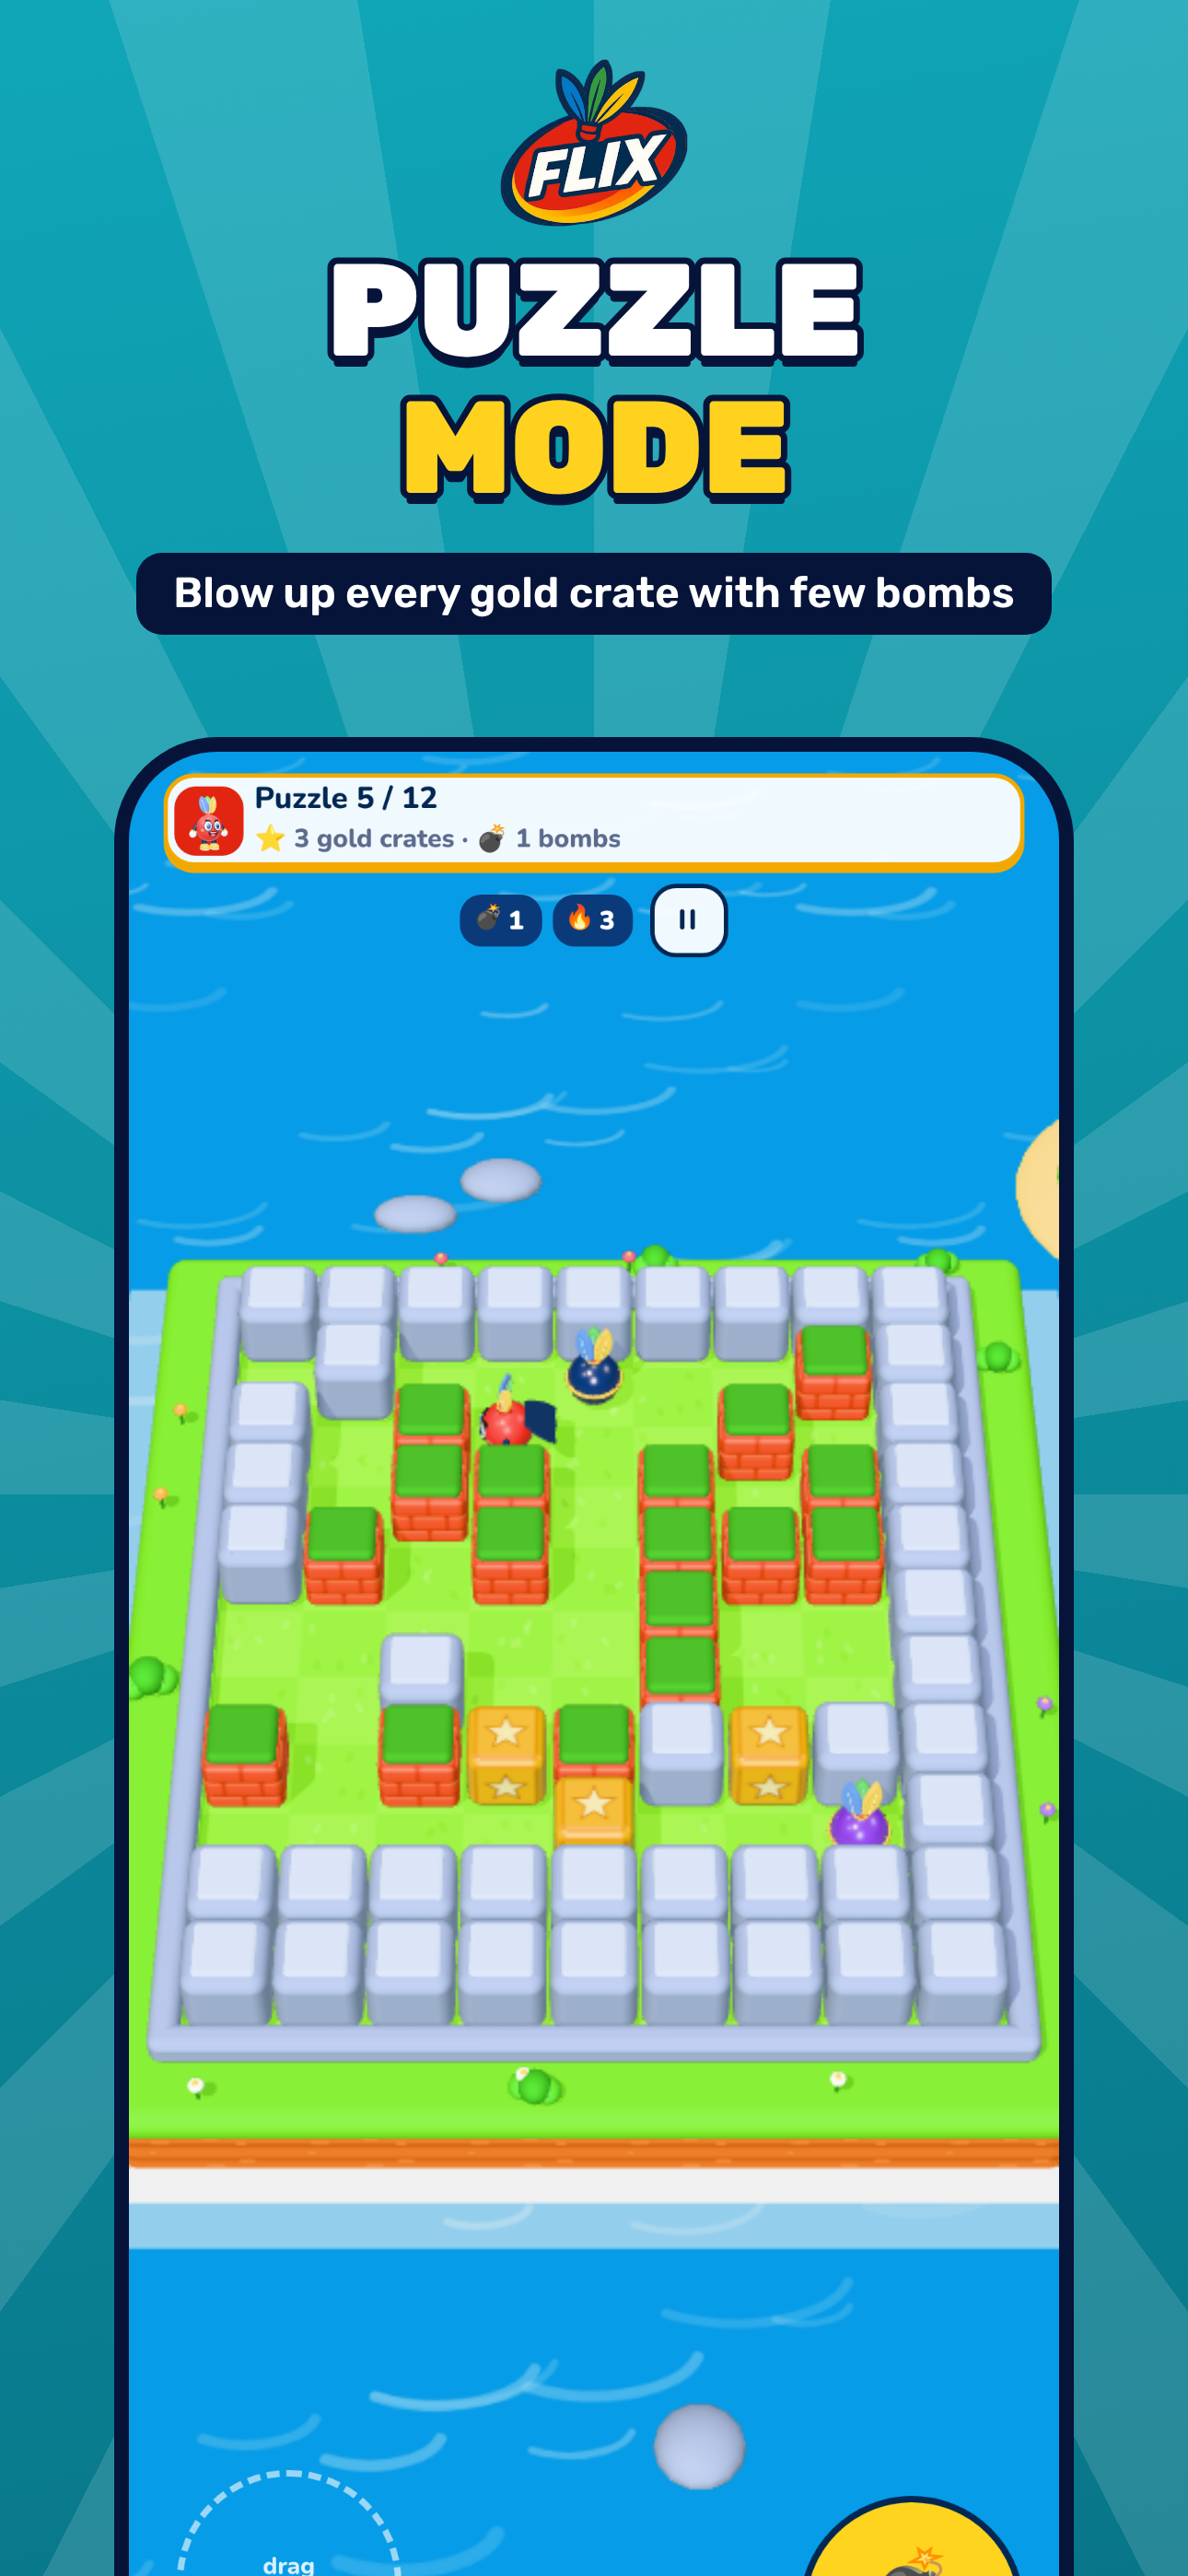 FLIX
PUZZLE
MODE
Blow up every gold crate with few bombs
Puzzle 5 / 12
3 gold crates · 1 bombs
1 3
drag